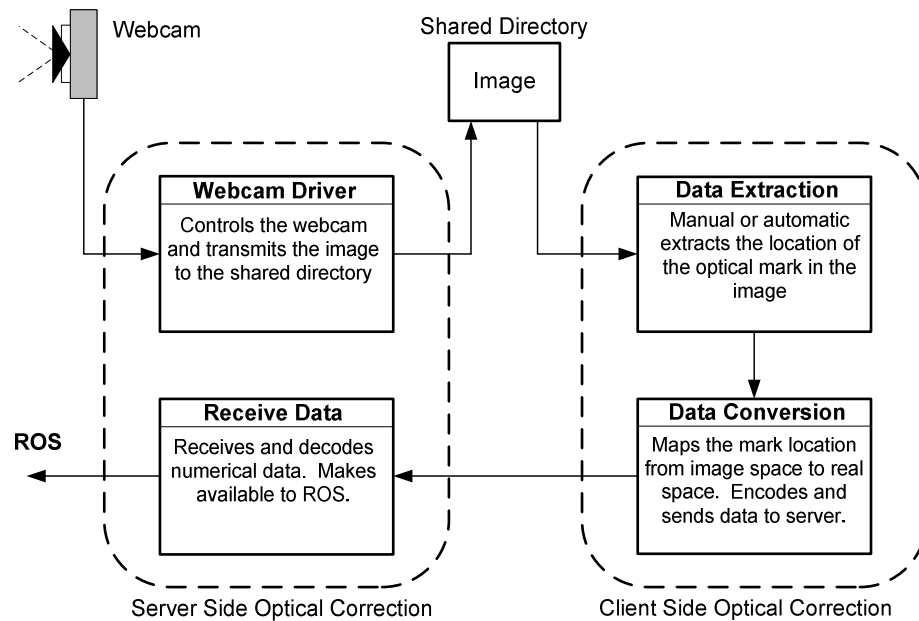 Webcam
Shared Directory
Image
Webcam Driver
Controls the webcam
and transmits the image
to the shared directory
Data Extraction
Manual or automatic
extracts the location of
the optical mark in the
image
Receive Data
Receives and decodes
numerical data.  Makes
available to ROS.
ROS
Data Conversion
Maps the mark location
from image space to real
space.  Encodes and
sends data to server.
Server Side Optical Correction
Client Side Optical Correction